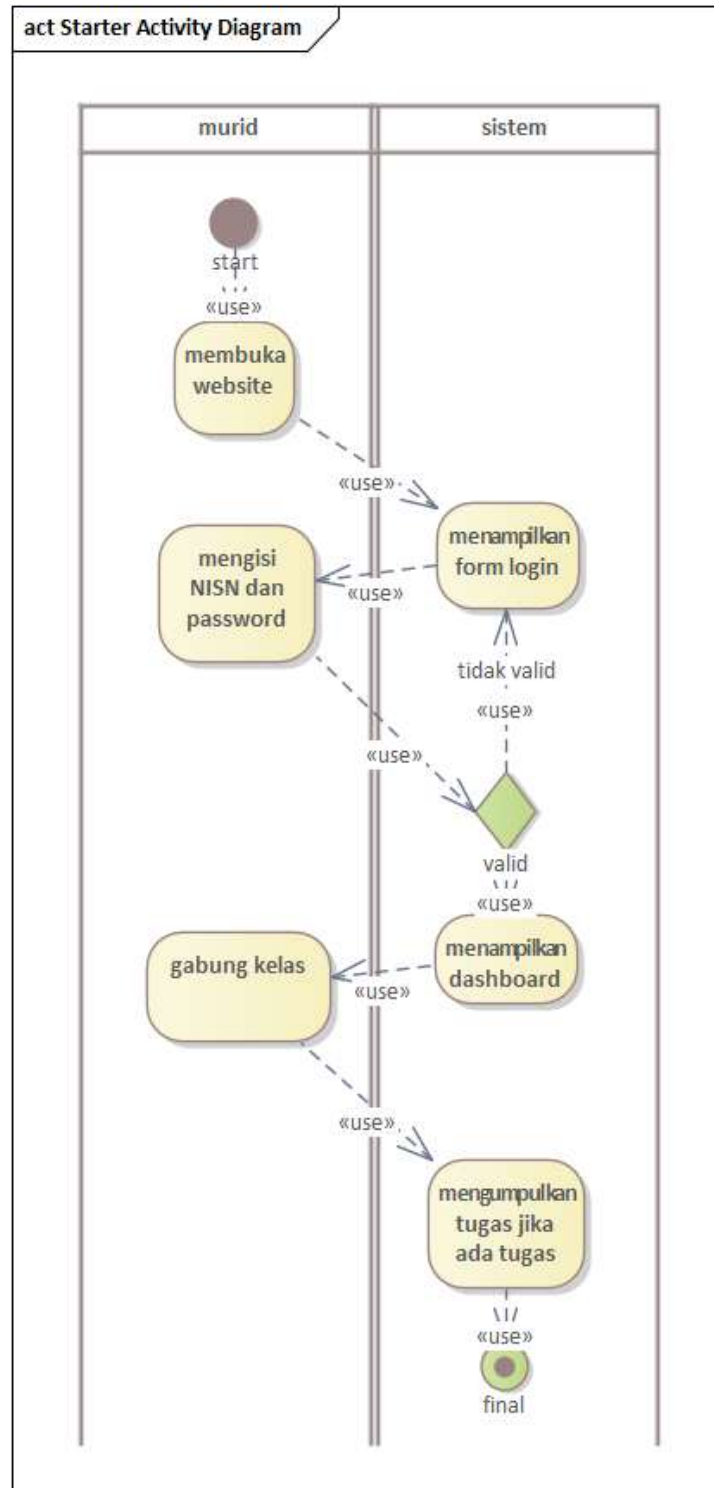 act Starter Activity Diagram
murid
sistem
start
«use»
membuka
website
«use»
menampilkan
form login
mengisi
NISN dan
password
«use»
tidak valid
«use»
«use»
valid
«use»
menampilkan
dashboard
gabung kelas
«use»
«use»
mengumpulkan
tugas jika
ada tugas
«use»
final